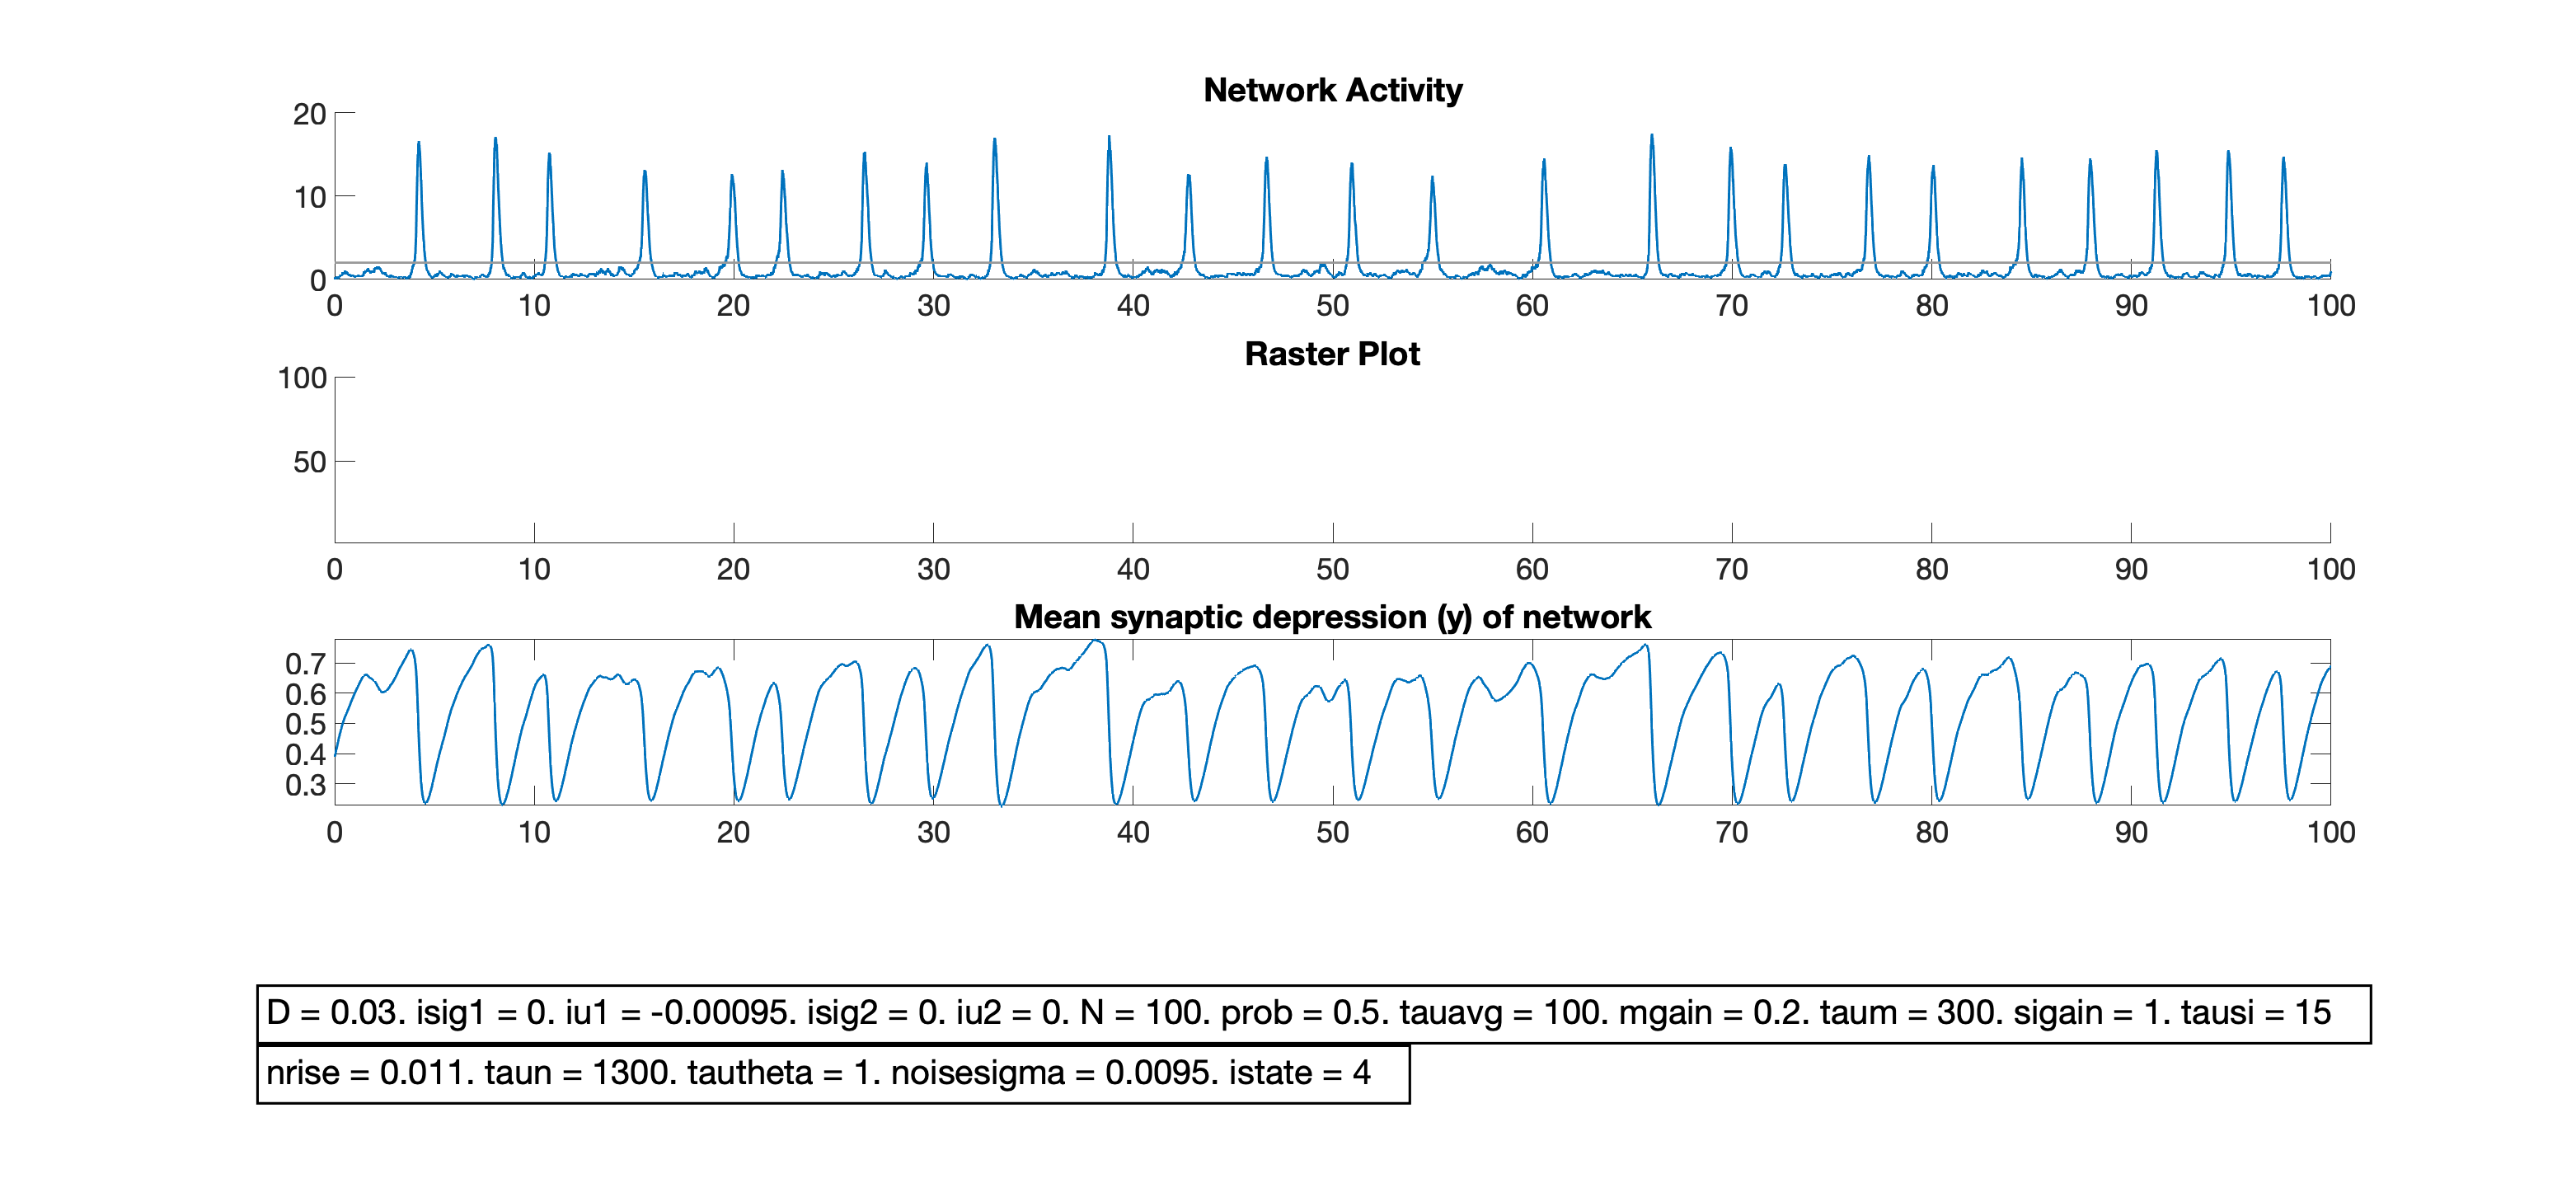 Network Activity
20
10
0
0 10 20 30 40 50 60 70 80 90 100
Raster Plot
100
50
0 10 20 30 40 50 60 70 80 90 100
Mean synaptic depression (y) of network
0.7
0.6
0.5
0.4
0.3
0 10 20 30 40 50 60 70 80 90 100
D = 0.03. isig1 = 0. iu1 = -0.00095. isig2 = 0. iu2 = 0. N = 100. prob = 0.5. tauavg = 100. mgain = 0.2. taum = 300. sigain = 1. tausi = 15
nrise = 0.011. taun = 1300. tautheta = 1. noisesigma = 0.0095. istate = 4